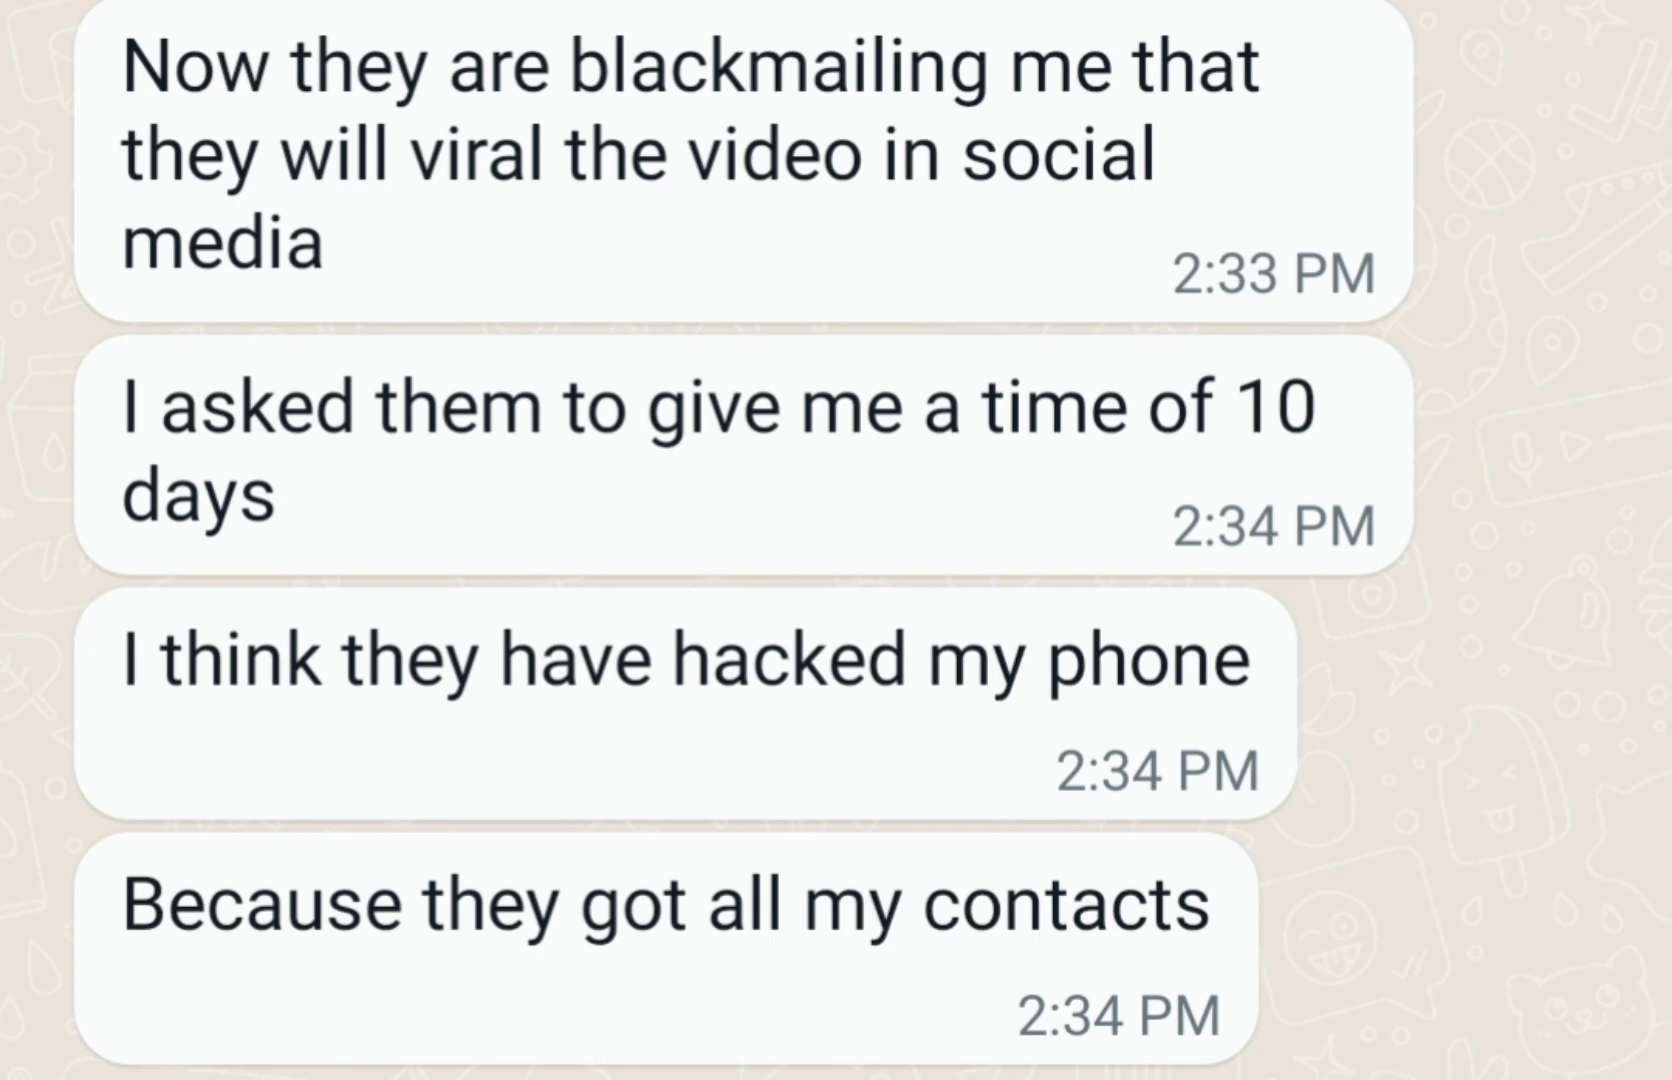 Now they are blackmailing me that
they will viral the video in social
media
2:33 PM
I asked them to give me a time of 10
days
2:34 PM
I think they have hacked my phone
2:34 PM
Because they got all my contacts
2:34 PM